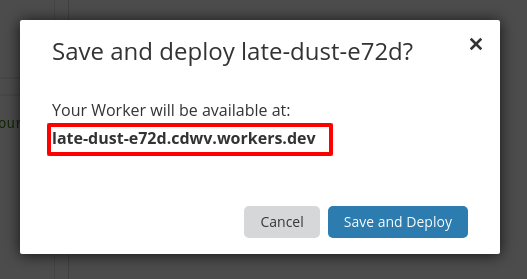 Save and deploy late-dust-e72d?
Your Worker will be available at:
late-dust-e72d.cdwv.workers.dev
Cancel
Save and Deploy